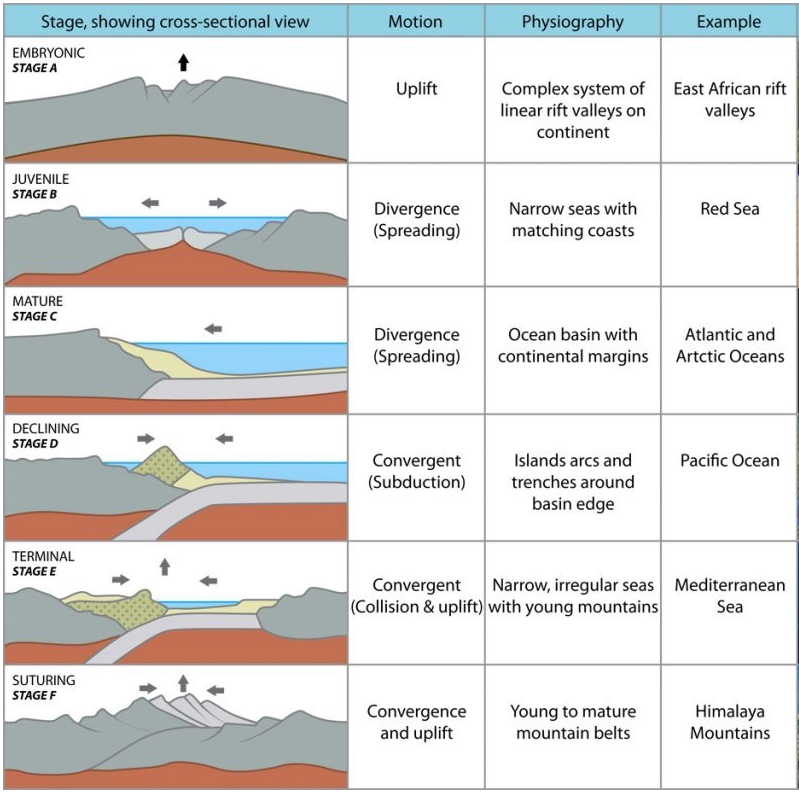 Stage, showing cross-sectional view
Motion
Physiography
Example
EMBRYONIC
STAGE A
Uplift
Complex system of
linear rift valleys on
continent
East African rift
valleys
JUVENILE
STAGE B
Divergence
(Spreading)
Narrow seas with
matching coasts
Red Sea
MATURE
STAGE C
Divergence
(Spreading)
Ocean basin with
continental margins
Atlantic and
Artctic Oceans
DECLINING
STAGE D
Convergent
(Subduction)
Islands arcs and
trenches around
basin edge
Pacific Ocean
TERMINAL
STAGE E
Convergent
(Collision & uplift)
Narrow, irregular seas
with young mountains
Mediterranean
Sea
SUTURING
STAGE F
Convergence
and uplift
Young to mature
mountain belts
Himalaya
Mountains